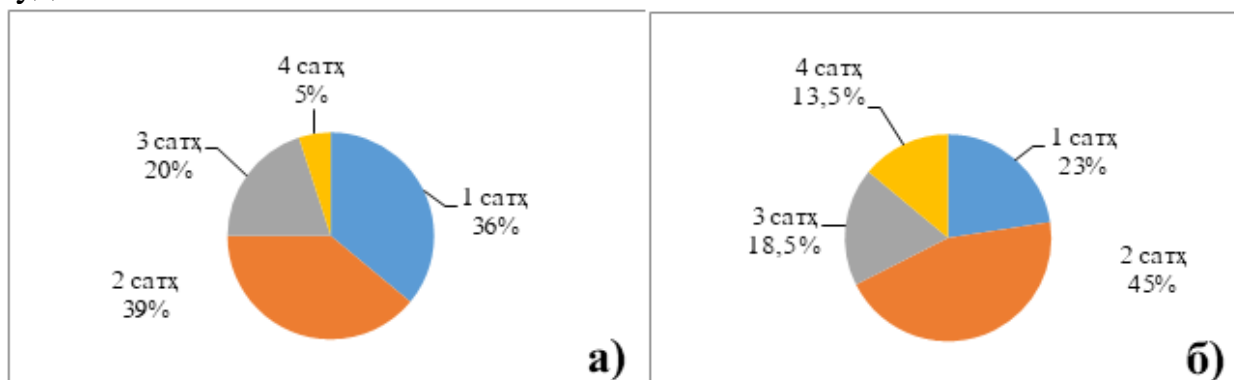 4 сатҳ
5%
3 сатҳ
20%
1 сатҳ
36%
2 сатҳ
39%
а)
4 сатҳ
13,5%
1 сатҳ
23%
3 сатҳ
18,5%
2 сатҳ
45%
б)